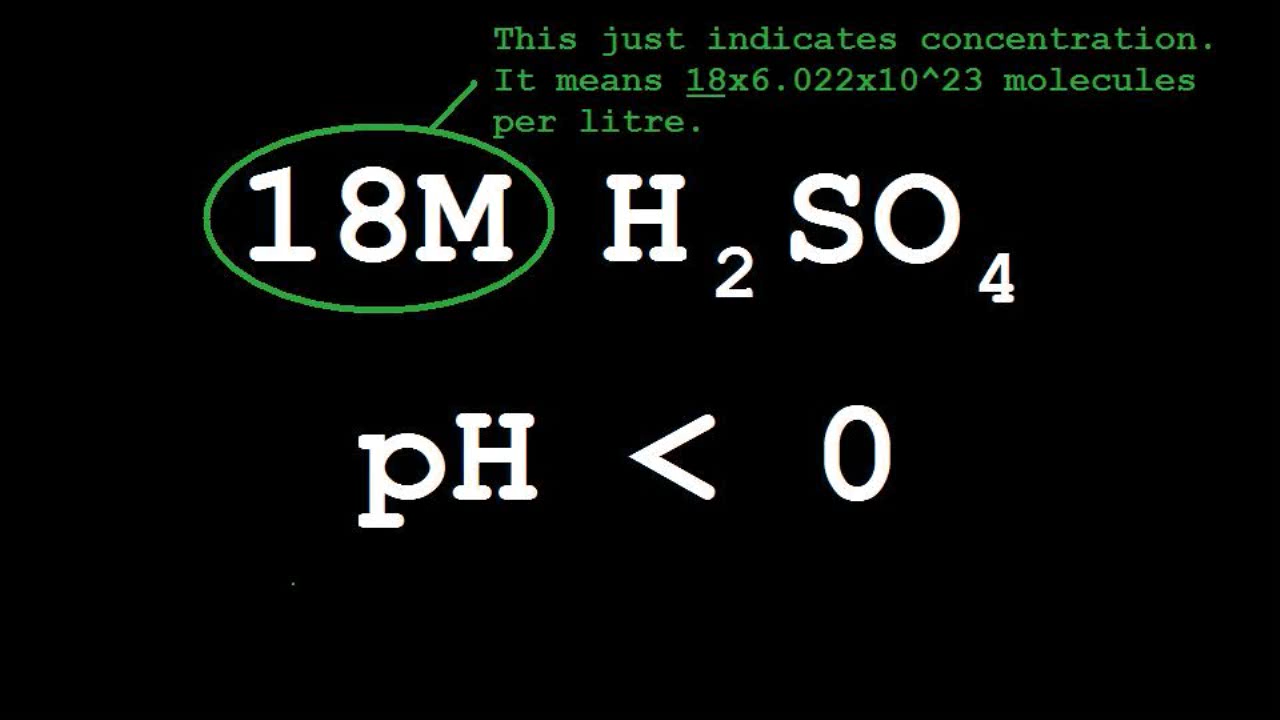 This just indicates concentration.
It means 18x6.022x10^23 molecules
per litre.
18M H₂SO₄
pH < 0